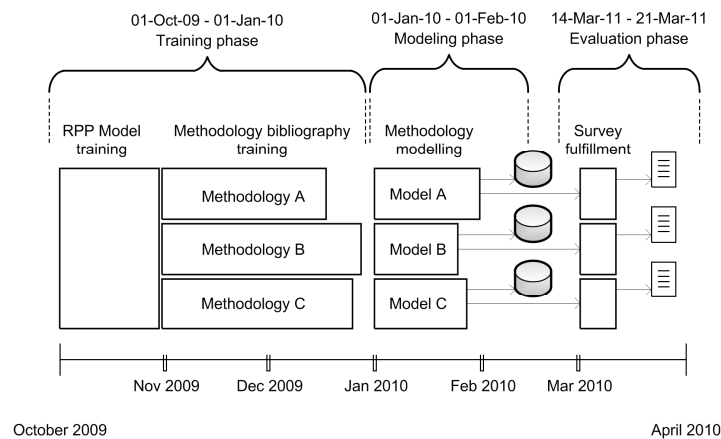 01-Oct-09 - 01-Jan-10
Training phase
01-Jan-10 - 01-Feb-10
Modeling phase
14-Mar-11 - 21-Mar-11
Evaluation phase
RPP Model
training
Methodology bibliography
training
Methodology
modelling
Survey
fulfillment
Methodology A
Model A
Methodology B
Model B
Methodology C
Model C
Nov 2009
Dec 2009
Jan 2010
Feb 2010
Mar 2010
October 2009
April 2010